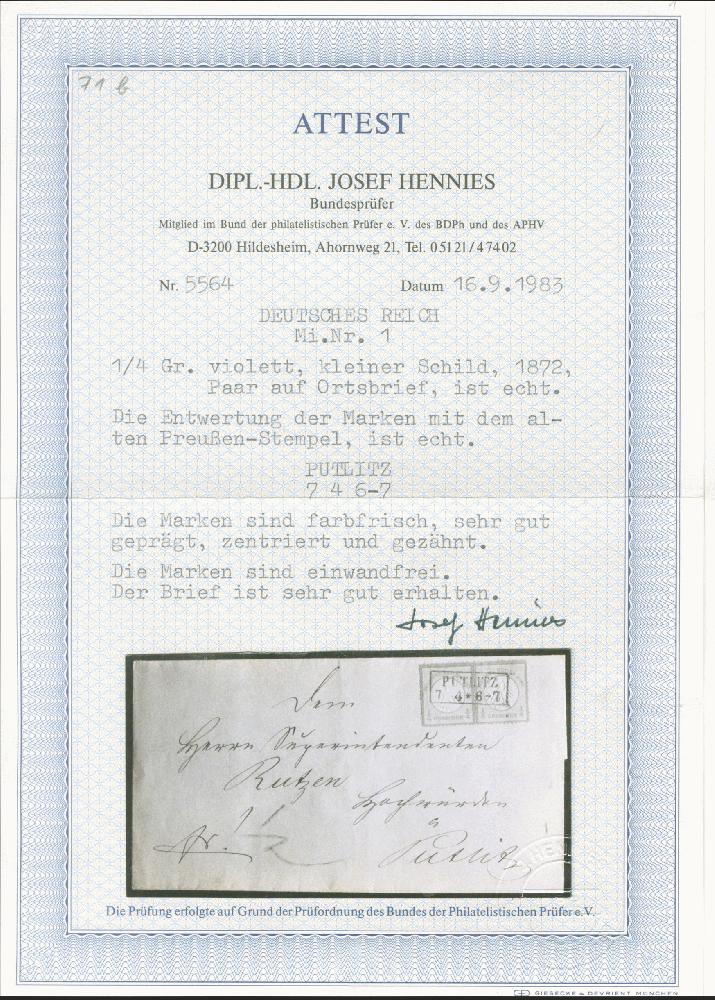 71 b
ATTEST
DIPL.-HDL. JOSEF HENNIES
Bundesprüfer
Mitglied im Bund der philatelistischen Prüfer e. V. des BDPh und des APHV
D-3200 Hildesheim, Ahornweg 21, Tel. 05121/47402
Nr. 5564 Datum 16.9.1983
DEUTSCHES REICH
Mi.Nr. 1
1/4 Gr. violett, kleiner Schild, 1872,
Paar auf Ortsbrief, ist echt.
Die Entwertung der Marken mit dem al-
ten Preußen-Stempel, ist echt.
PUTLITZ
7 4 6-7
Die Marken sind farbfrisch, sehr gut
geprägt, zentriert und gezähnt.
Die Marken sind einwandfrei.
Der Brief ist sehr gut erhalten.
Josef Hennies
PUTLITZ
7 4 * 6-7
Dem
Herrn Superintendenten
Rutzen
Hochwürden
Putlitz
Die Prüfung erfolgte auf Grund der Prüfordnung des Bundes der Philatelistischen Prüfer e.V.
GIESECKE & DEVRIENT MÜNCHEN